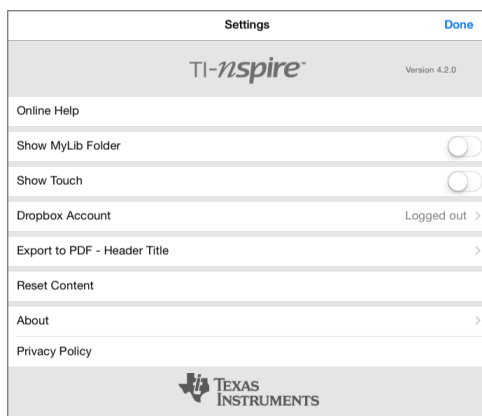 Settings Done
TI-nspire™ Version 4.2.0
Online Help
Show MyLib Folder
Show Touch
Dropbox Account Logged out >
Export to PDF - Header Title >
Reset Content
About >
Privacy Policy
TEXAS
INSTRUMENTS